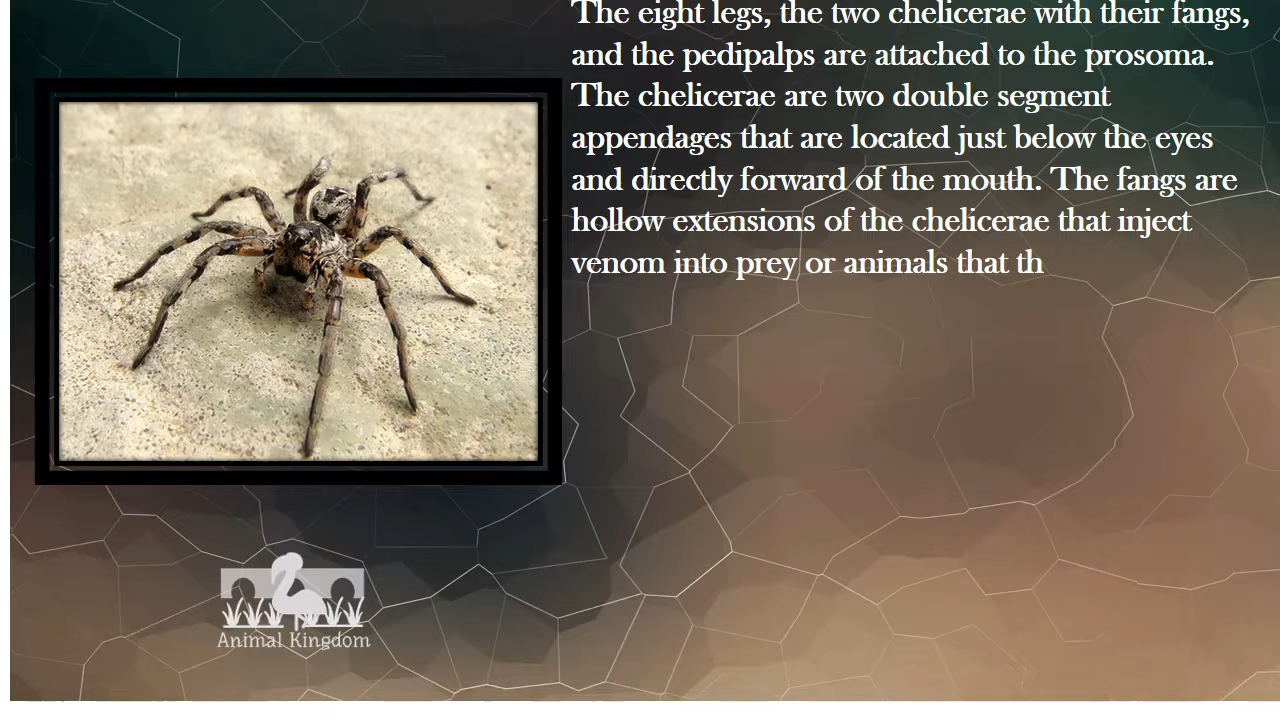 The eight legs, the two chelicerae with their fangs,
and the pedipalps are attached to the prosoma.
The chelicerae are two double segment
appendages that are located just below the eyes
and directly forward of the mouth. The fangs are
hollow extensions of the chelicerae that inject
venom into prey or animals that th
Animal Kingdom